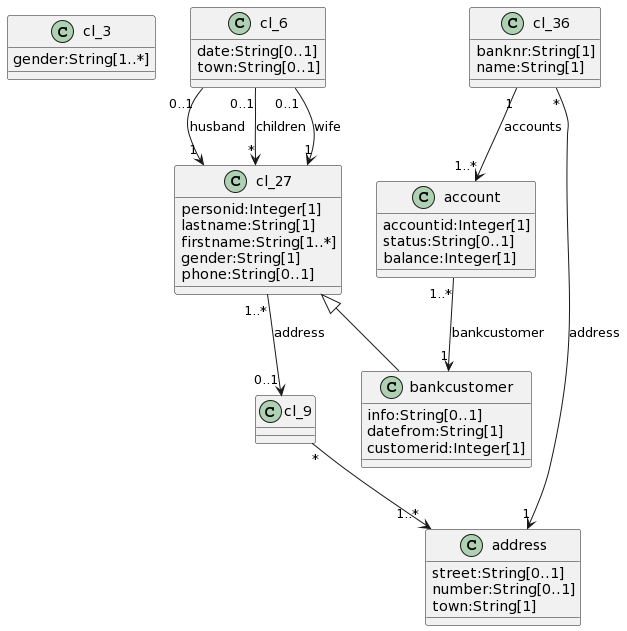 C cl_3
gender:String[1..*]
C cl_6
date:String[0..1]
town:String[0..1]
C cl_36
banknr:String[1]
name:String[1]
0..1 0..1 0..1
husband children wife
1 * 1
1 *
accounts
1..*
C cl_27
personid:Integer[1]
lastname:String[1]
firstname:String[1..*]
gender:String[1]
phone:String[0..1]
C account
accountid:Integer[1]
status:String[0..1]
balance:Integer[1]
1..*
address
0..1
1..*
bankcustomer
1
address
C cl_9
C bankcustomer
info:String[0..1]
datefrom:String[1]
customerid:Integer[1]
*
1..*
1
C address
street:String[0..1]
number:String[0..1]
town:String[1]